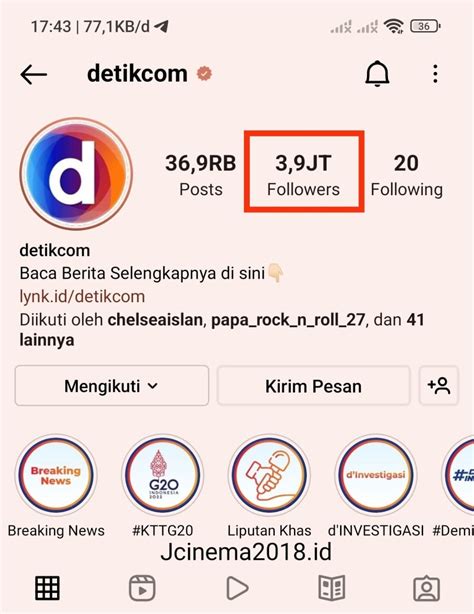 17:43 | 77,1KB/d
36
detikcom
d
36,9RB 3,9JT 20
Posts Followers Following
detikcom
Baca Berita Selengkapnya di sini👇🏻
lynk.id/detikcom
Diikuti oleh chelseaislan, papa_rock_n_roll_27, dan 41
lainnya
Mengikuti Kirim Pesan
Breaking
News
G20
INDONESIA
2022
d'Investigasi
Breaking News #KTTG20 Liputan Khas d'INVESTIGASI #Demi
Jcinema2018.id